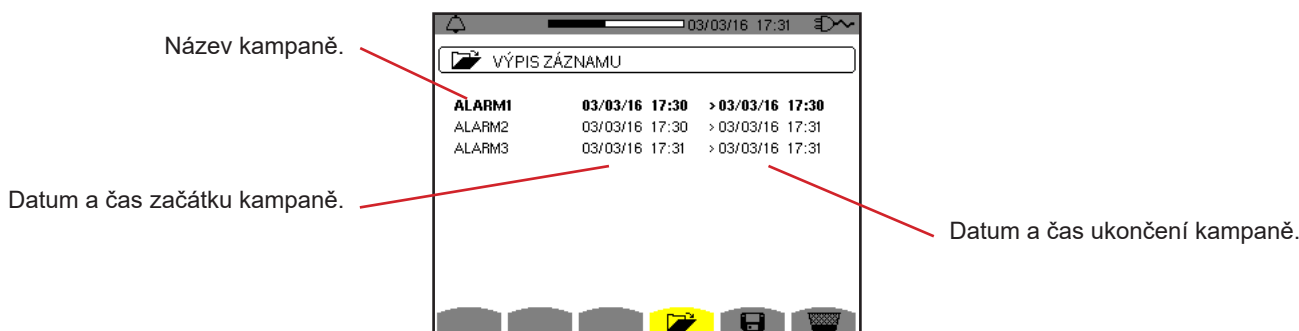 03/03/16 17:31
Název kampaně.
VÝPIS ZÁZNAMU
ALARM1 03/03/16 17:30 >03/03/16 17:30
ALARM2 03/03/16 17:30 > 03/03/16 17:31
ALARM3 03/03/16 17:31 > 03/03/16 17:31
Datum a čas začátku kampaně.
Datum a čas ukončení kampaně.